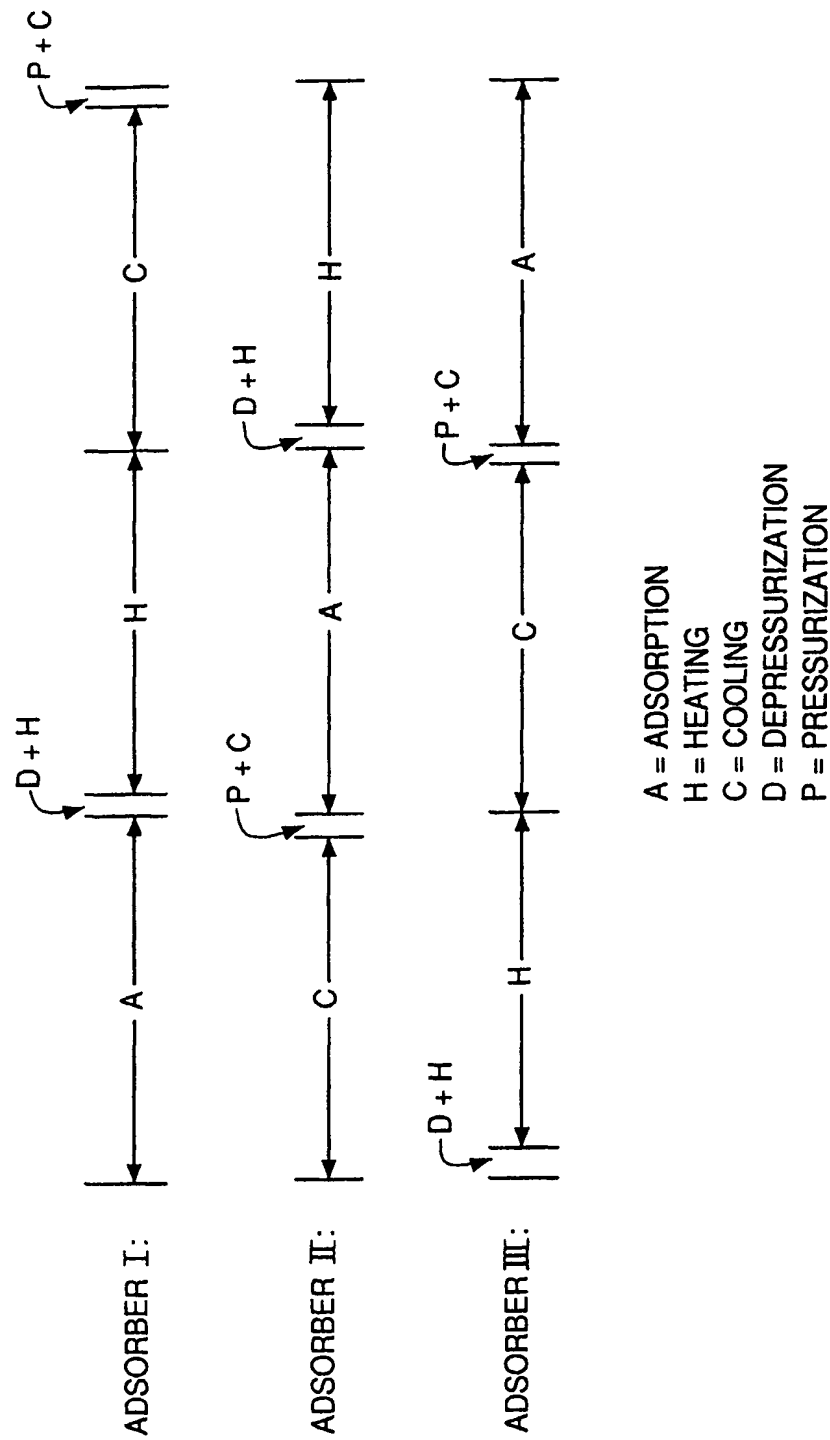 ADSORBER I:
A
D + H
H
C
P + C
ADSORBER II:
C
P + C
A
D + H
H
ADSORBER III:
D + H
H
C
P + C
A
A = ADSORPTION
H = HEATING
C = COOLING
D = DEPRESSURIZATION
P = PRESSURIZATION